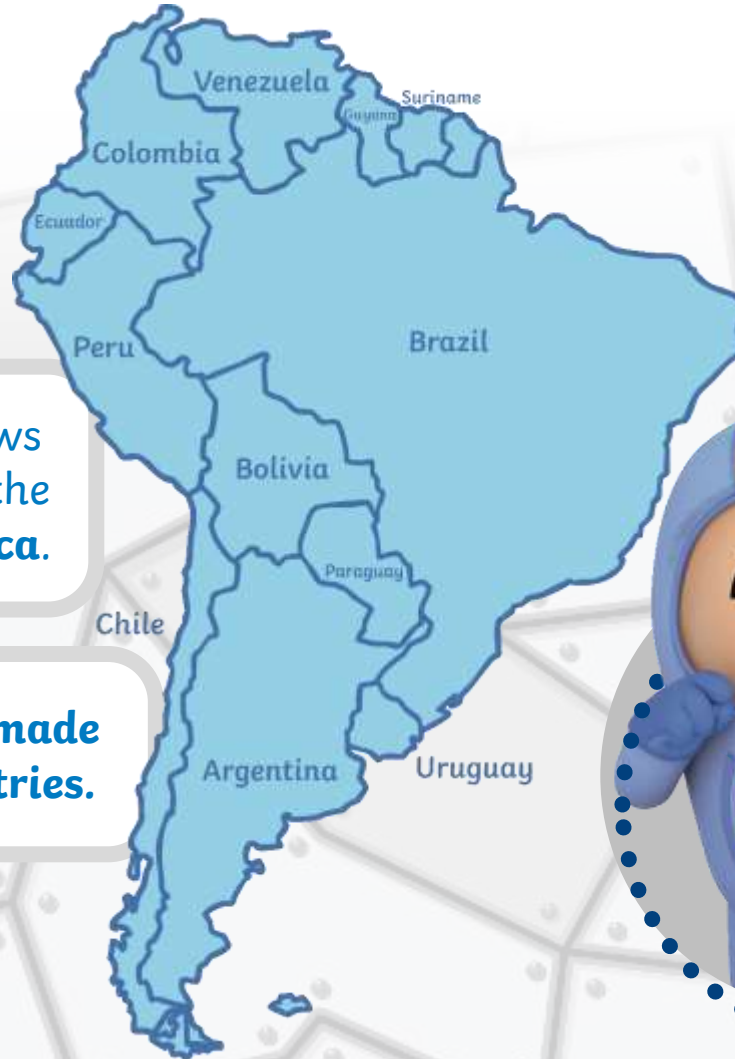 Venezuela
Suriname
Guyana
Colombia
Ecuador
Brazil
Peru
ws
the
Bolivia
ca.
Paraguay
Chile
made
tries.
Argentina
Uruguay